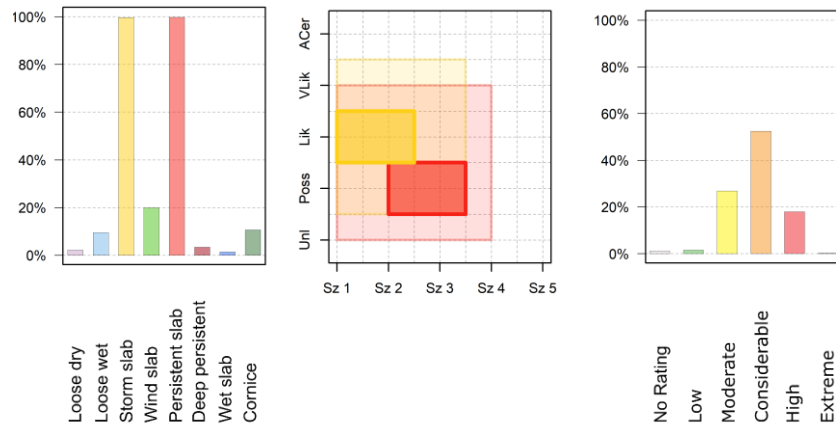 100%
80%
60%
40%
20%
0%
Loose dry
Loose wet
Storm slab
Wind slab
Persistent slab
Deep persistent
Wet slab
Cornice
ACer
VLik
Lik
Poss
Unl
Sz 1
Sz 2
Sz 3
Sz 4
Sz 5
100%
80%
60%
40%
20%
0%
No Rating
Low
Moderate
Considerable
High
Extreme